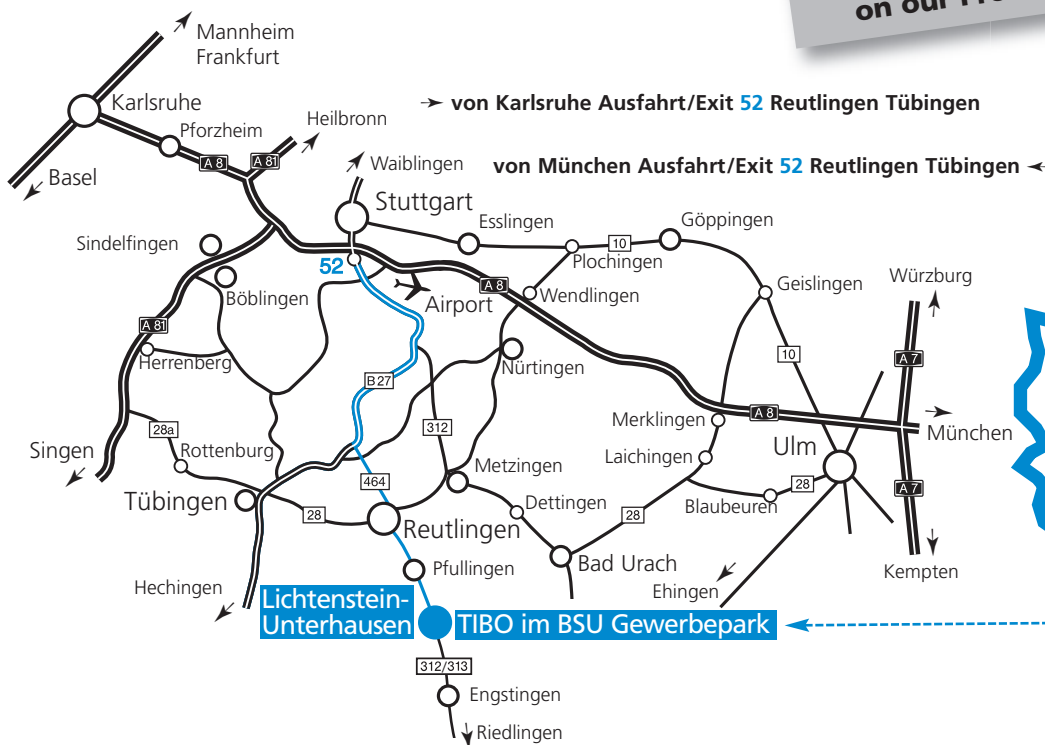 on our
Mannheim
Frankfurt
Karlsruhe
von Karlsruhe Ausfahrt/Exit 52 Reutlingen Tübingen
Pforzheim
Heilbronn
A 8
A 81
Waiblingen
von München Ausfahrt/Exit 52 Reutlingen Tübingen
Basel
Stuttgart
Esslingen
Göppingen
Sindelfingen
10
Plochingen
52
Würzburg
Böblingen
Airport
A 8
Wendlingen
Geislingen
A 81
Herrenberg
Nürtingen
10
A 7
B 27
28a
312
Merklingen
A 8
München
Singen
Rottenburg
Laichingen
Ulm
Metzingen
464
28
A 7
Tübingen
Dettingen
Blaubeuren
28
Reutlingen
28
Bad Urach
Pfullingen
Kempten
Hechingen
Ehingen
Lichtenstein-
Unterhausen
TIBO im BSU Gewerbepark
312/313
Engstingen
Riedlingen